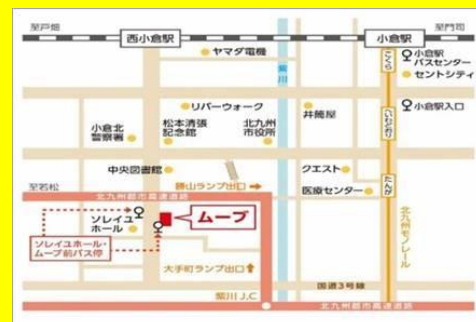 至戸畑
西小倉駅
小倉駅
至門司
ヤマダ電機
紫川
こくら
小倉駅
バスセンター
セントシティ
リバーウォーク
井筒屋
小倉駅入口
小倉北
警察署
松本清張
記念館
北九州
市役所
へいわどおり
中央図書館
勝山ランプ出口
クエスト
医療センター
たんが
至若松
北九州都市高速道路
ソレイユ
ホール
ムーブ
ソレイユホール・
ムーブ前バス停
大手町ランプ出口
北九州モノレール
国道3号線
紫川J.C
北九州都市高速道路